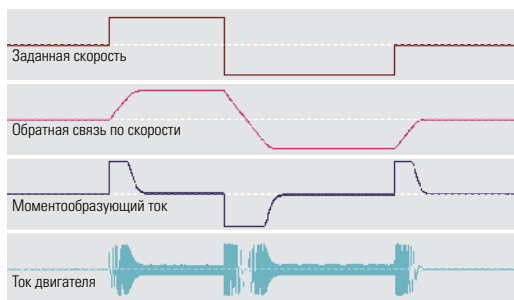 Заданная скорость
Обратная связь по скорости
Моментообразующий ток
Ток двигателя